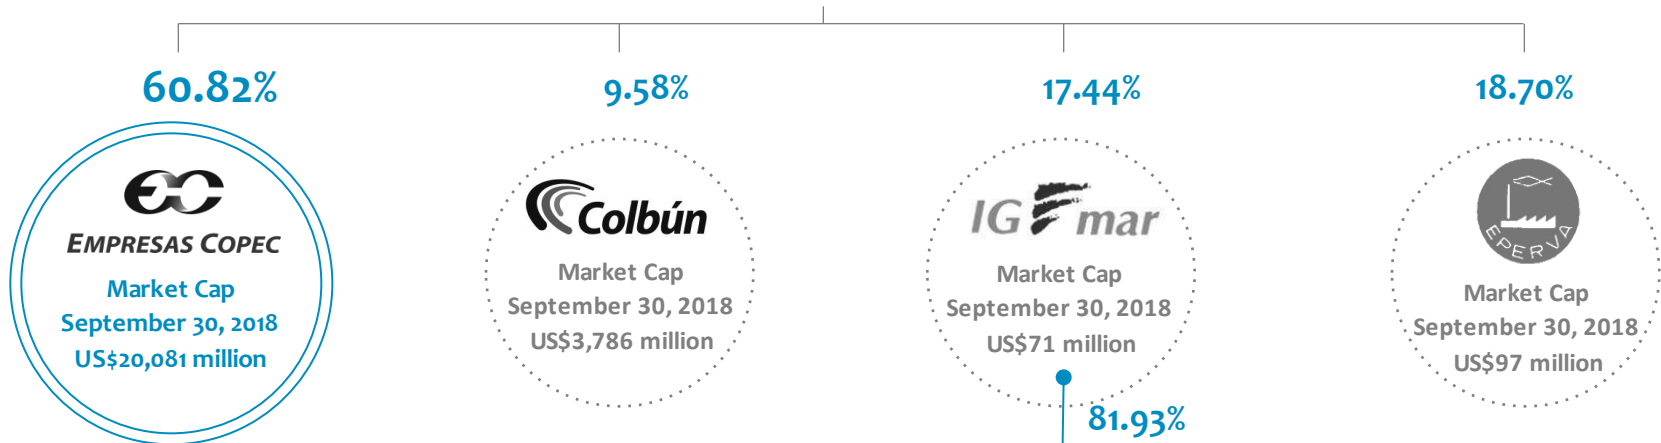 60.82%
9.58%
17.44%
18.70%
EMPRESAS COPEC
Market Cap
September 30, 2018
US$20,081 million
Colbún
Market Cap
September 30, 2018
US$3,786 million
IGEmar
Market Cap
September 30, 2018
US$71 million
EPERVA
Market Cap
September 30, 2018
US$97 million
81.93%